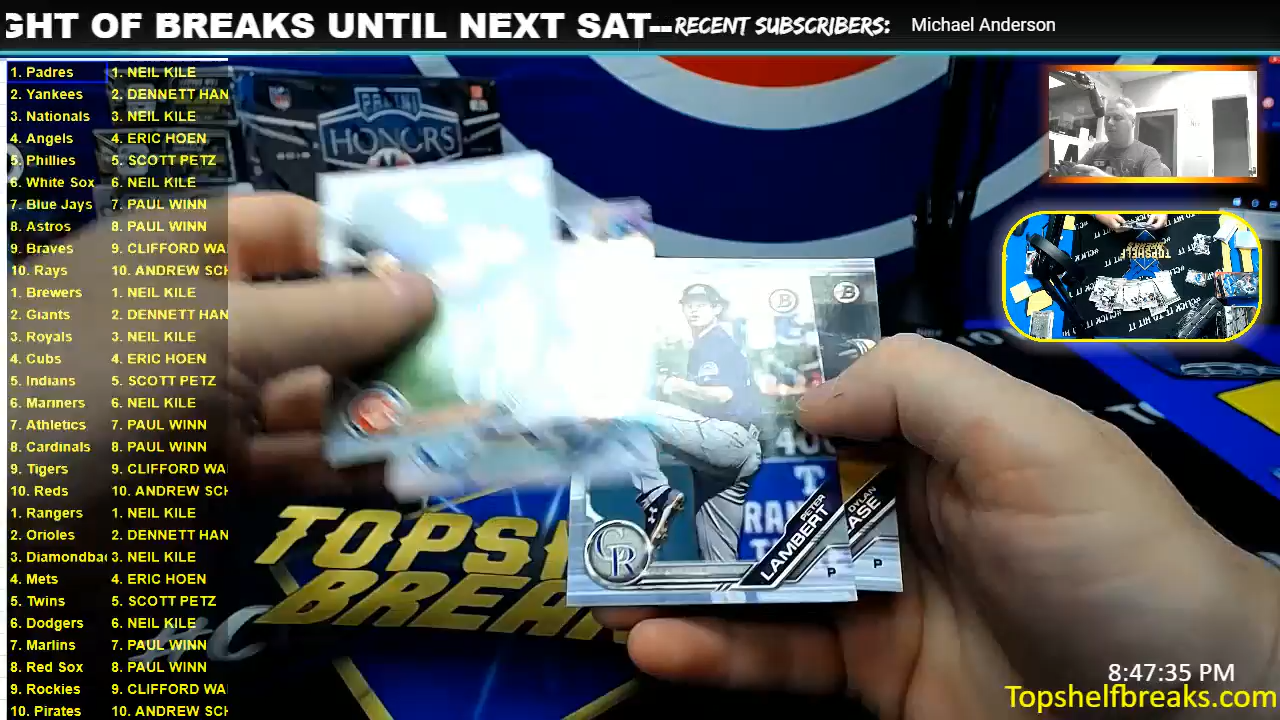 GHT OF BREAKS UNTIL NEXT SAT--
RECENT SUBSCRIBERS: Michael Anderson
1. Padres 1. NEIL KILE
2. Yankees 2. DENNETT HAN
3. Nationals 3. NEIL KILE
4. Angels 4. ERIC HOEN
5. Phillies 5. SCOTT PETZ
6. White Sox 6. NEIL KILE
7. Blue Jays 7. PAUL WINN
8. Astros 8. PAUL WINN
9. Braves 9. CLIFFORD WA
10. Rays 10. ANDREW SCH
1. Brewers 1. NEIL KILE
2. Giants 2. DENNETT HAN
3. Royals 3. NEIL KILE
4. Cubs 4. ERIC HOEN
5. Indians 5. SCOTT PETZ
6. Mariners 6. NEIL KILE
7. Athletics 7. PAUL WINN
8. Cardinals 8. PAUL WINN
9. Tigers 9. CLIFFORD WA
10. Reds 10. ANDREW SCH
1. Rangers 1. NEIL KILE
2. Orioles 2. DENNETT HAN
3. Diamondba 3. NEIL KILE
4. Mets 4. ERIC HOEN
5. Twins 5. SCOTT PETZ
6. Dodgers 6. NEIL KILE
7. Marlins 7. PAUL WINN
8. Red Sox 8. PAUL WINN
9. Rockies 9. CLIFFORD WA
10. Pirates 10. ANDREW SCH
PANINI
HONORS
B
B
400
T
RAN
CR
PETER
LAMBERT
P
DYLAN
ASE
P
TOPSH
BREA
8:47:35 PM
Topshelfbreaks.com